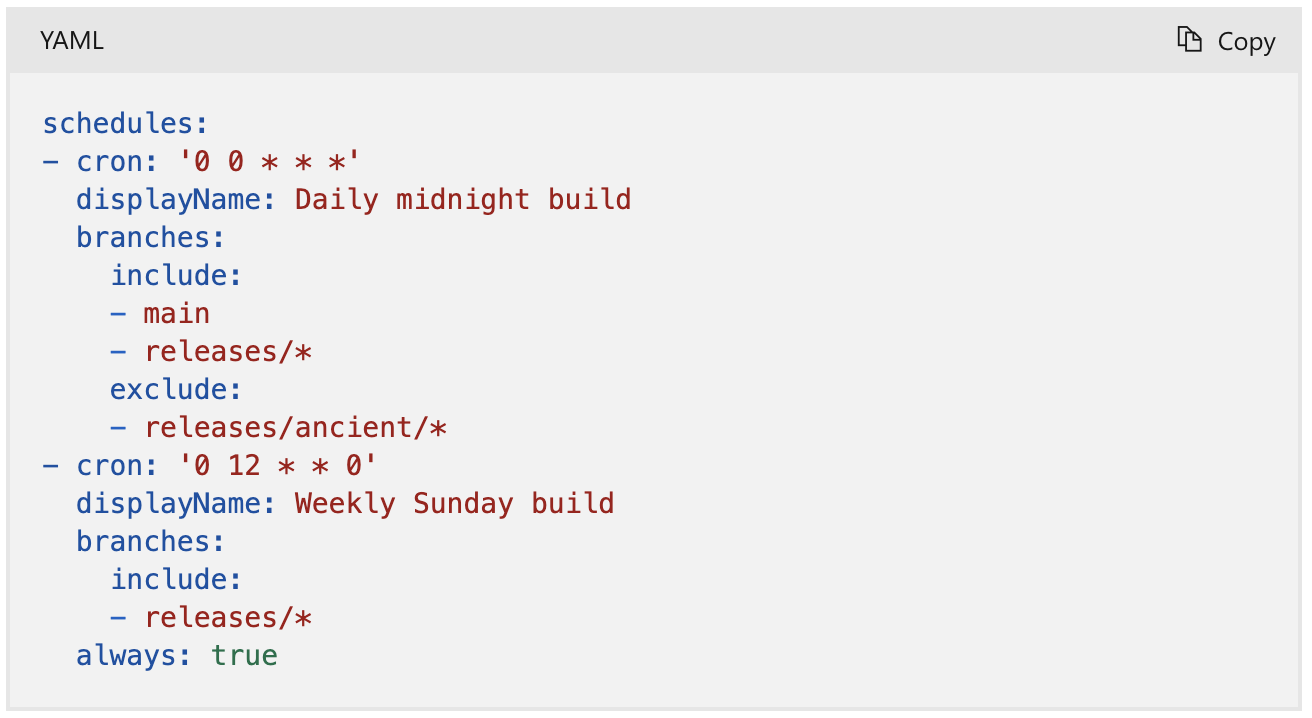 YAML
Copy
schedules:
- cron: '0 0 * * *'
  displayName: Daily midnight build
  branches:
    include:
    - main
    - releases/*
    exclude:
    - releases/ancient/*
- cron: '0 12 * * 0'
  displayName: Weekly Sunday build
  branches:
    include:
    - releases/*
  always: true